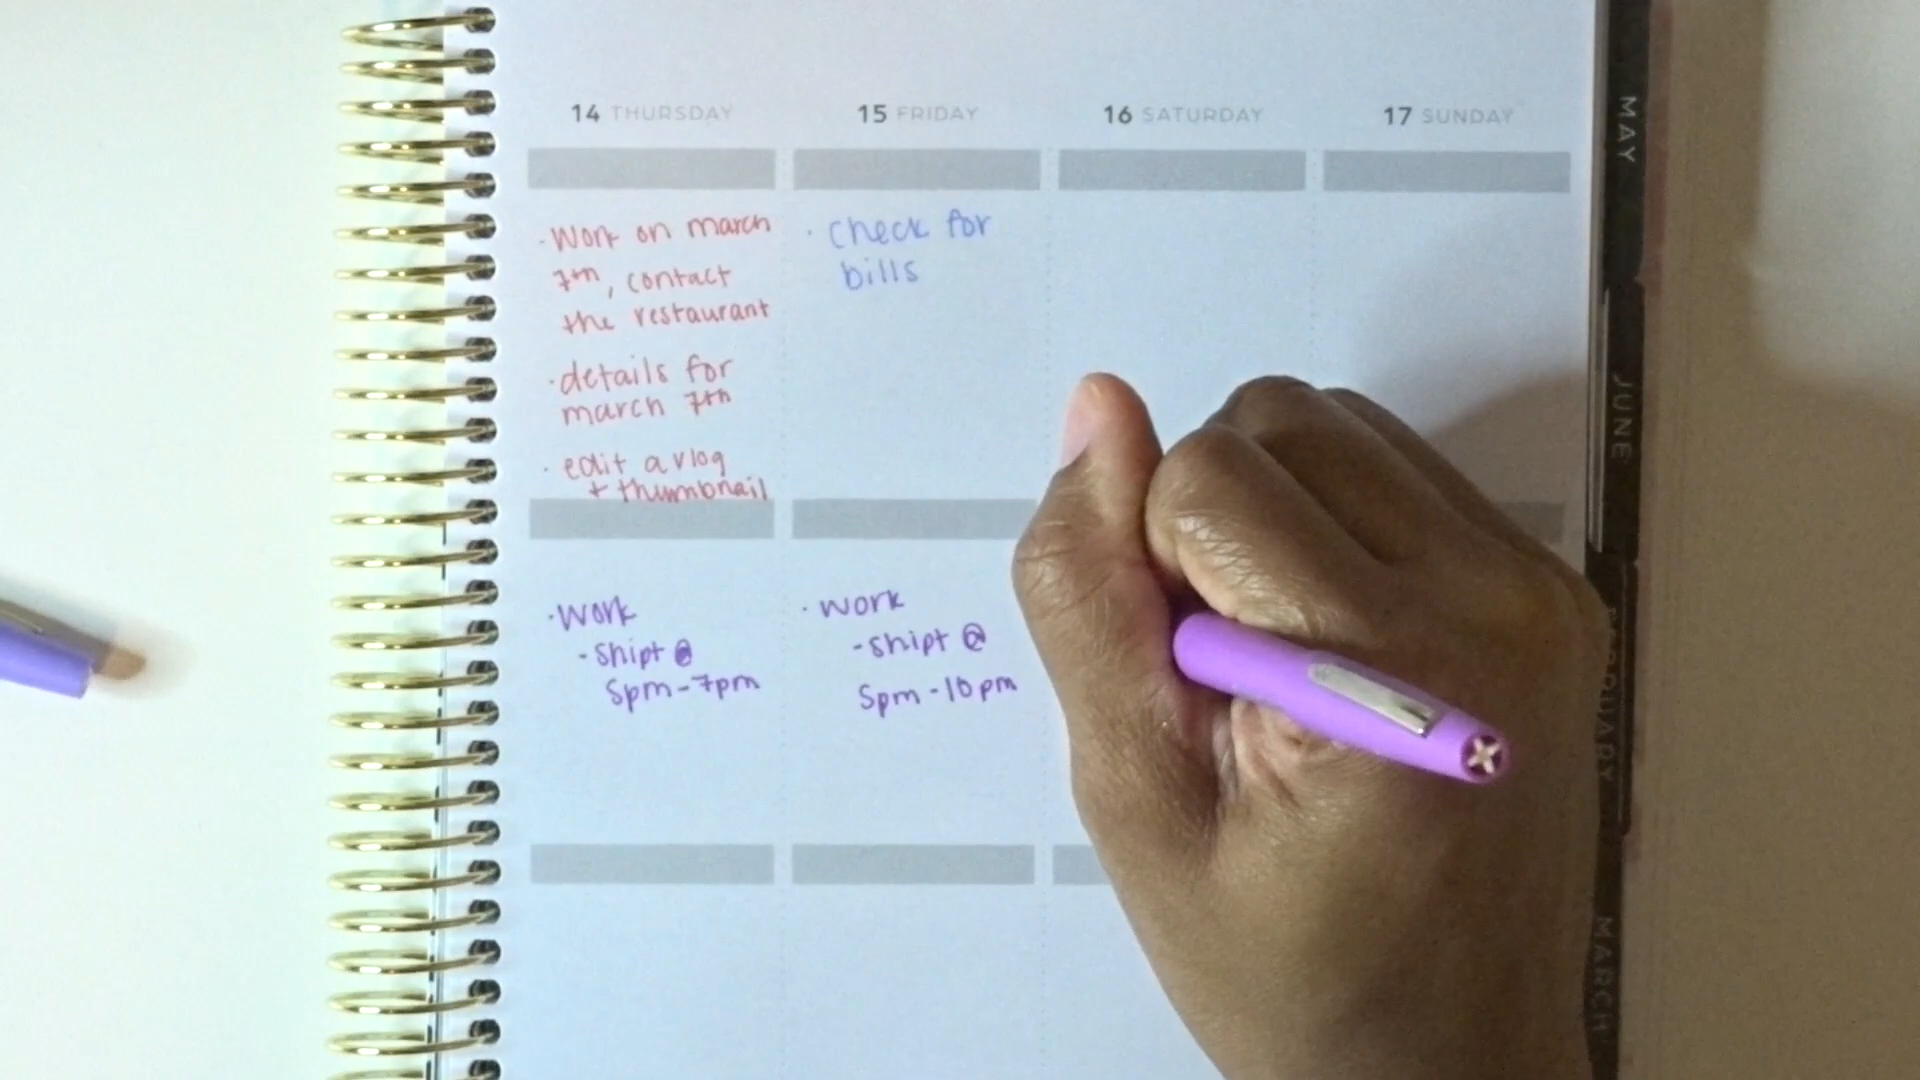 14 THURSDAY
15 FRIDAY
16 SATURDAY
17 SUNDAY
· Work on march
7th, contact
the restaurant
· details for
march 7th
· edit a vlog
+ thumbnail
· check for
bills
· Work
- Shipt @
5pm-7pm
· Work
- Shipt @
5pm-10pm
MAY
JUNE
MARCH